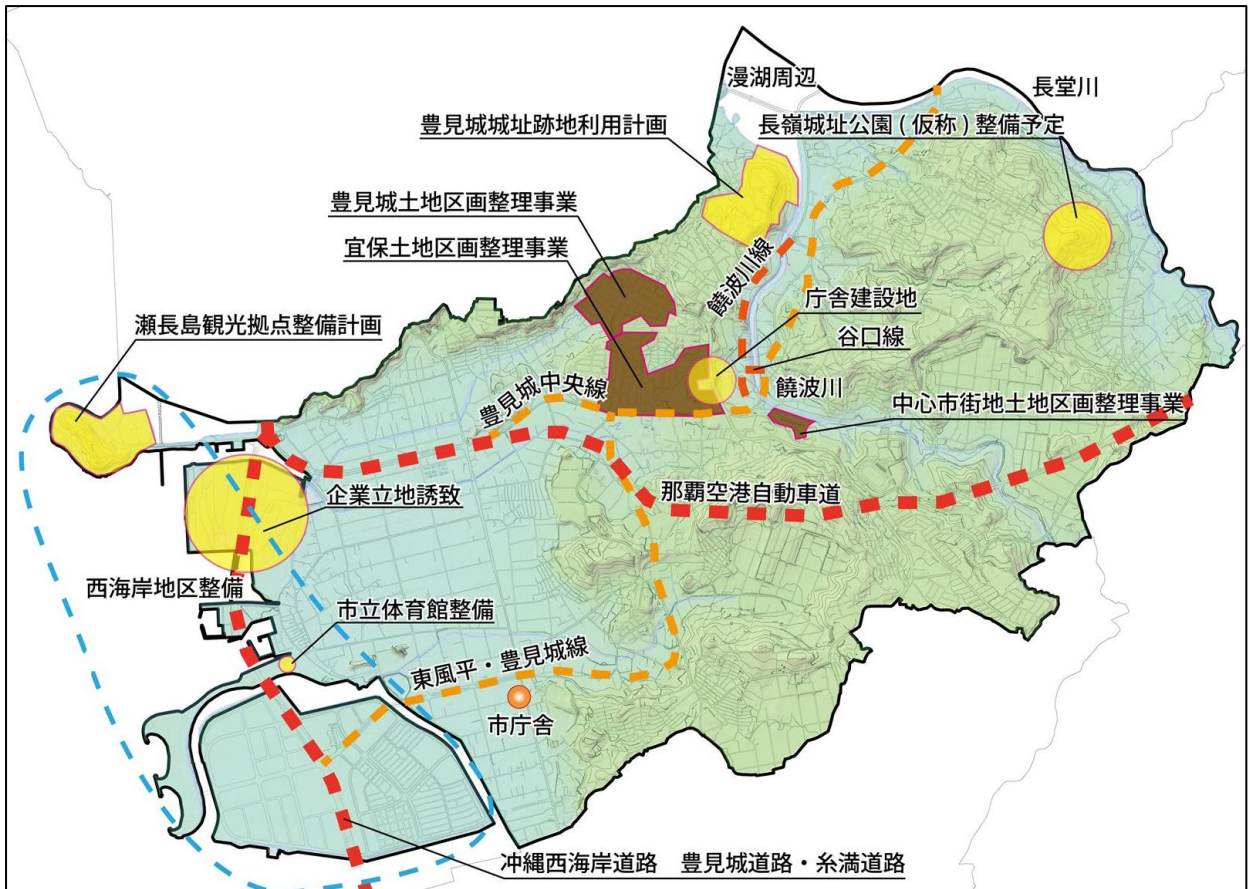 漫湖周辺
長堂川
豊見城城址跡地利用計画
長嶺城址公園(仮称)整備予定
豊見城土地区画整理事業
宜保土地区画整理事業
饒波川線
庁舎建設地
瀬長島観光拠点整備計画
谷口線
豊見城中央線
饒波川
中心市街地土地区画整理事業
企業立地誘致
那覇空港自動車道
西海岸地区整備
市立体育館整備
東風平・豊見城線
市庁舎
沖縄西海岸道路 豊見城道路・糸満道路